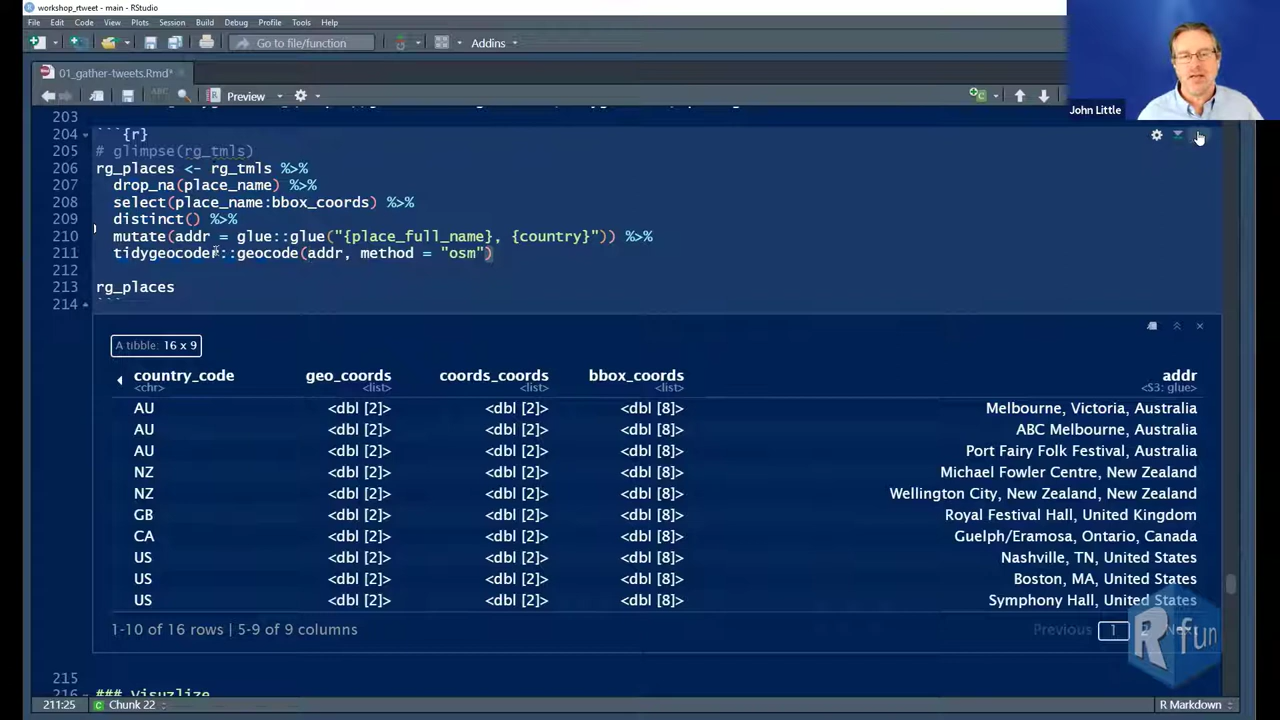 workshop_rtweet - main - RStudio
File Edit Code View Plots Session Build Debug Profile Tools Help
Go to file/function Addins
01_gather-tweets.Rmd*
ABC Preview
John Little
203
204 ```{r}
205 # glimpse(rg_tmls)
206 rg_places <- rg_tmls %>%
207 drop_na(place_name) %>%
208 select(place_name:bbox_coords) %>%
209 distinct() %>%
210 mutate(addr = glue::glue("{place_full_name}, {country}")) %>%
211 tidygeocoder::geocode(addr, method = "osm")
212
213 rg_places
214 ```
A tibble: 16 x 9
country_code geo_coords coords_coords bbox_coords addr
<chr> <list> <list> <list> <S3: glue>
AU <dbl [2]> <dbl [2]> <dbl [8]> Melbourne, Victoria, Australia
AU <dbl [2]> <dbl [2]> <dbl [8]> ABC Melbourne, Australia
AU <dbl [2]> <dbl [2]> <dbl [8]> Port Fairy Folk Festival, Australia
NZ <dbl [2]> <dbl [2]> <dbl [8]> Michael Fowler Centre, New Zealand
NZ <dbl [2]> <dbl [2]> <dbl [8]> Wellington City, New Zealand, New Zealand
GB <dbl [2]> <dbl [2]> <dbl [8]> Royal Festival Hall, United Kingdom
CA <dbl [2]> <dbl [2]> <dbl [8]> Guelph/Eramosa, Ontario, Canada
US <dbl [2]> <dbl [2]> <dbl [8]> Nashville, TN, United States
US <dbl [2]> <dbl [2]> <dbl [8]> Boston, MA, United States
US <dbl [2]> <dbl [2]> <dbl [8]> Symphony Hall, United States
1-10 of 16 rows | 5-9 of 9 columns Previous 1
R fun
215
216 ### Visuzlize
211:25 Chunk 22 R Markdown